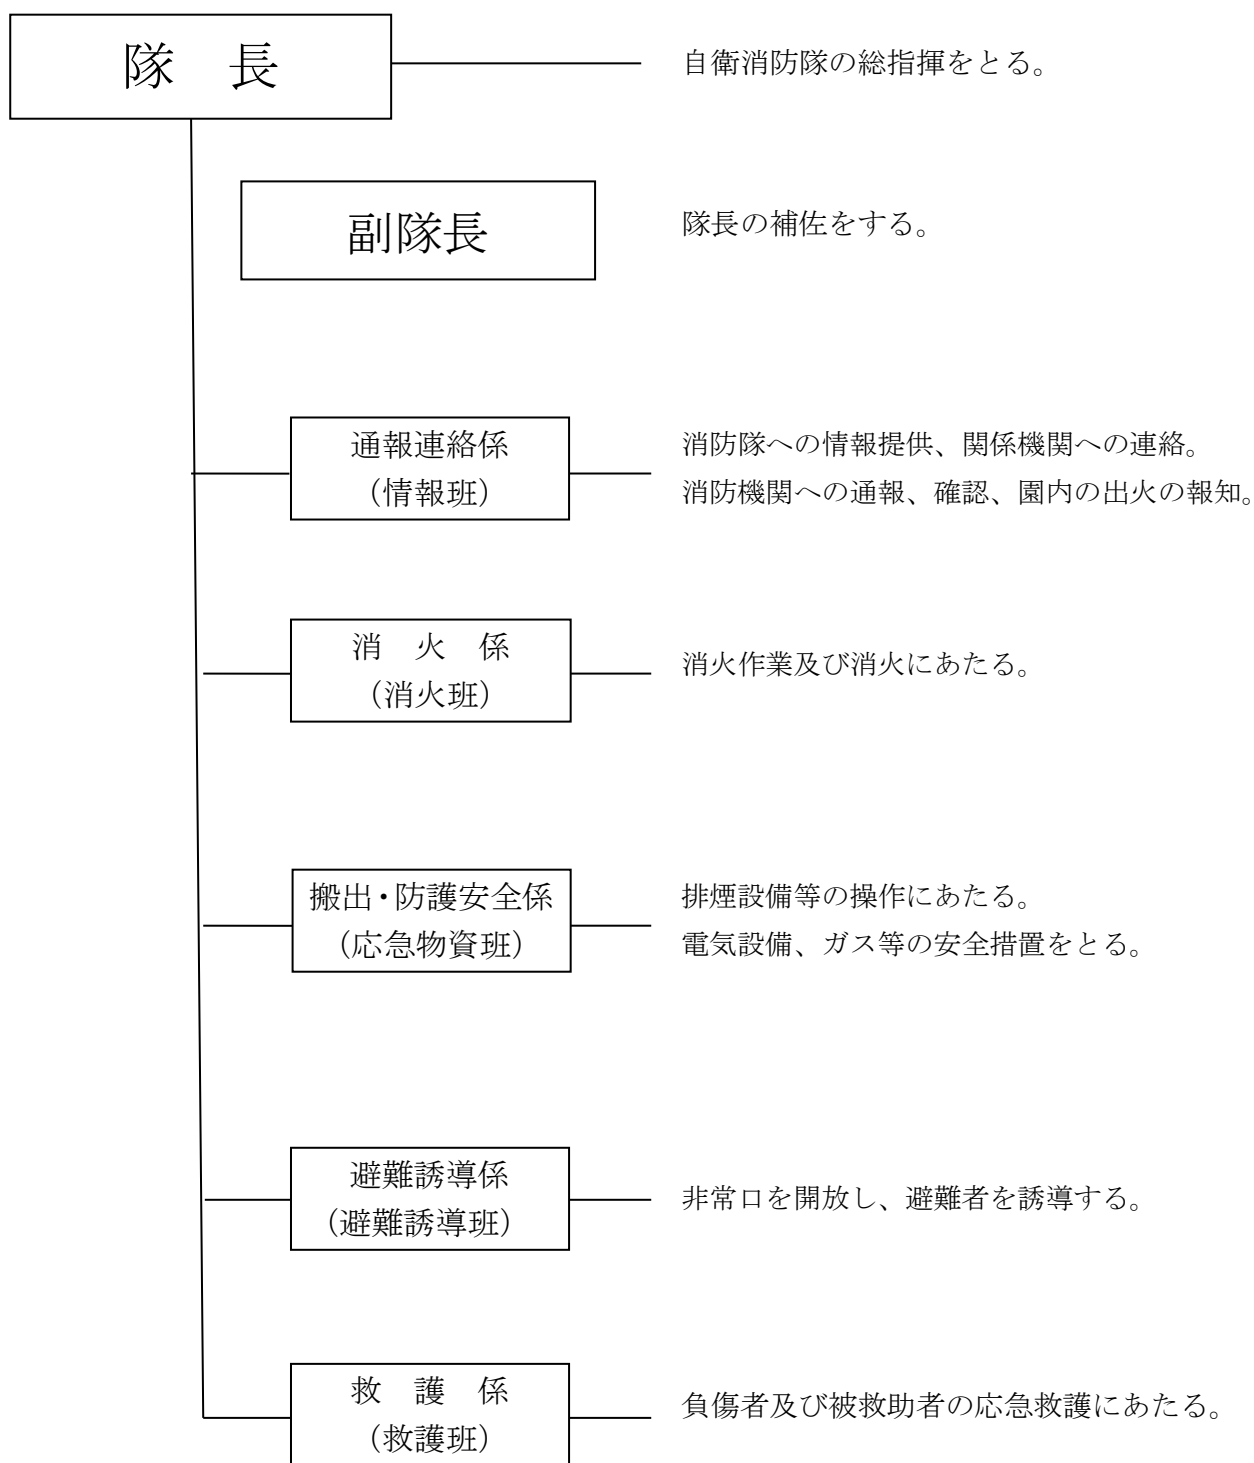 隊　長
自衛消防隊の総指揮をとる。
副隊長
隊長の補佐をする。
通報連絡係
（情報班）
消防隊への情報提供、関係機関への連絡。
消防機関への通報、確認、園内の出火の報知。
消　火　係
（消火班）
消火作業及び消火にあたる。
搬出・防護安全係
（応急物資班）
排煙設備等の操作にあたる。
電気設備、ガス等の安全措置をとる。
避難誘導係
（避難誘導班）
非常口を開放し、避難者を誘導する。
救　護　係
（救護班）
負傷者及び被救助者の応急救護にあたる。